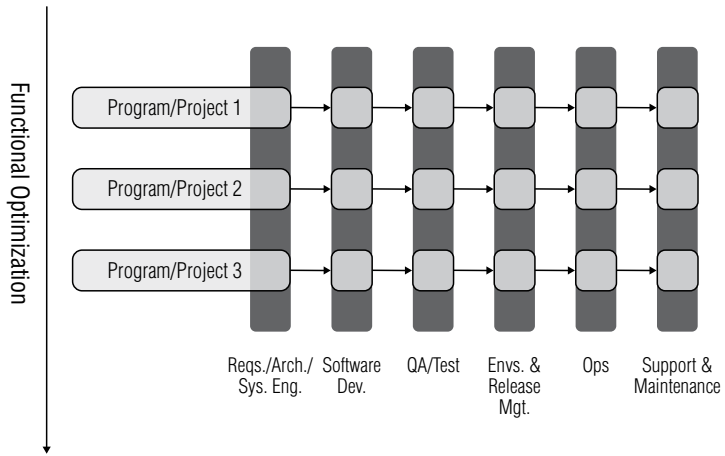 Functional Optimization
Program/Project 1
Program/Project 2
Program/Project 3
Reqs./Arch./
Sys. Eng.
Software
Dev.
QA/Test
Envs. &
Release
Mgt.
Ops
Support &
Maintenance